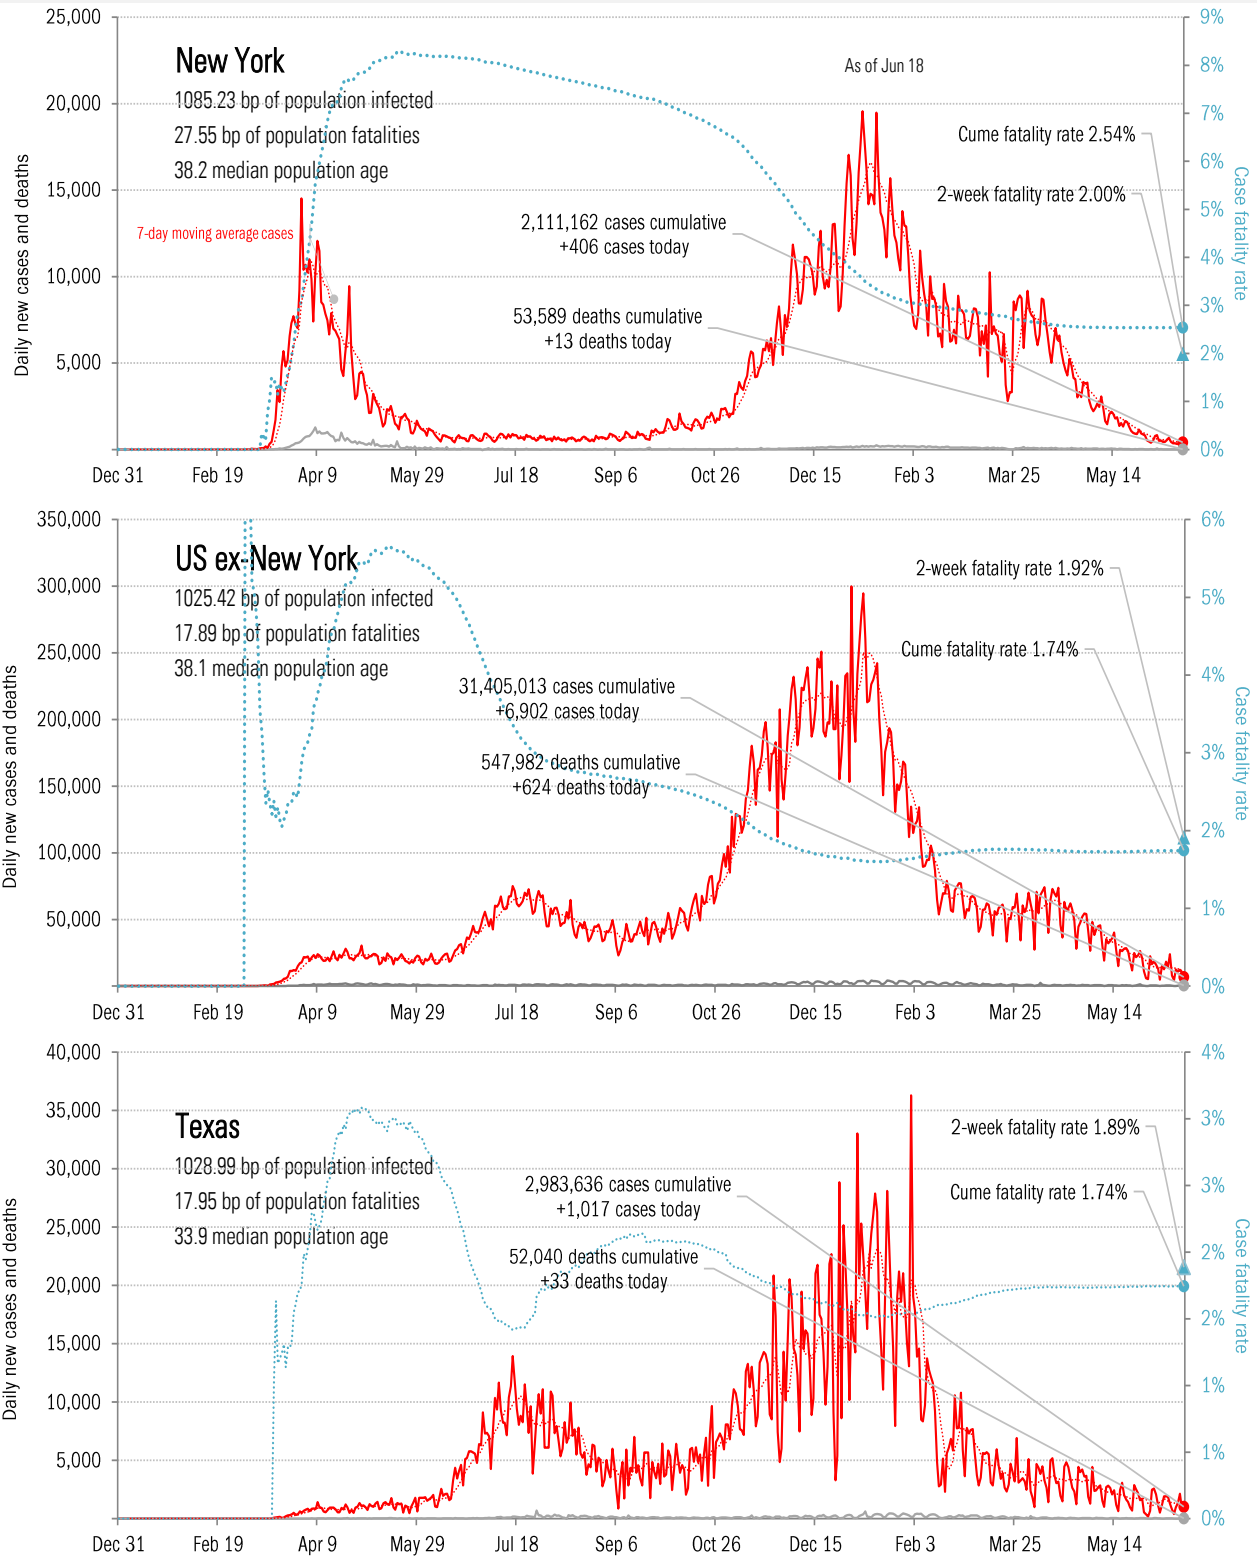 25,000
20,000
15,000
10,000
5,000
Daily new cases and deaths
New York
1085.23 bp of population infected
27.55 bp of population fatalities
38.2 median population age
7-day moving average cases
As of Jun 18
2,111,162 cases cumulative
+406 cases today
53,589 deaths cumulative
+13 deaths today
Cume fatality rate 2.54%
2-week fatality rate 2.00%
9%
8%
7%
6%
5%
4%
3%
2%
1%
0%
Case fatality rate
Dec 31 Feb 19 Apr 9 May 29 Jul 18 Sep 6 Oct 26 Dec 15 Feb 3 Mar 25 May 14
350,000
300,000
250,000
200,000
150,000
100,000
50,000
Daily new cases and deaths
US ex-New York
1025.42 bp of population infected
17.89 bp of population fatalities
38.1 median population age
31,405,013 cases cumulative
+6,902 cases today
547,982 deaths cumulative
+624 deaths today
2-week fatality rate 1.92%
Cume fatality rate 1.74%
6%
5%
4%
3%
2%
1%
0%
Case fatality rate
Dec 31 Feb 19 Apr 9 May 29 Jul 18 Sep 6 Oct 26 Dec 15 Feb 3 Mar 25 May 14
40,000
35,000
30,000
25,000
20,000
15,000
10,000
5,000
Daily new cases and deaths
Texas
1028.99 bp of population infected
17.95 bp of population fatalities
33.9 median population age
2,983,636 cases cumulative
+1,017 cases today
52,040 deaths cumulative
+33 deaths today
2-week fatality rate 1.89%
Cume fatality rate 1.74%
4%
3%
3%
2%
2%
1%
1%
0%
Case fatality rate
Dec 31 Feb 19 Apr 9 May 29 Jul 18 Sep 6 Oct 26 Dec 15 Feb 3 Mar 25 May 14